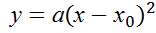 y = a(x − x₀)²